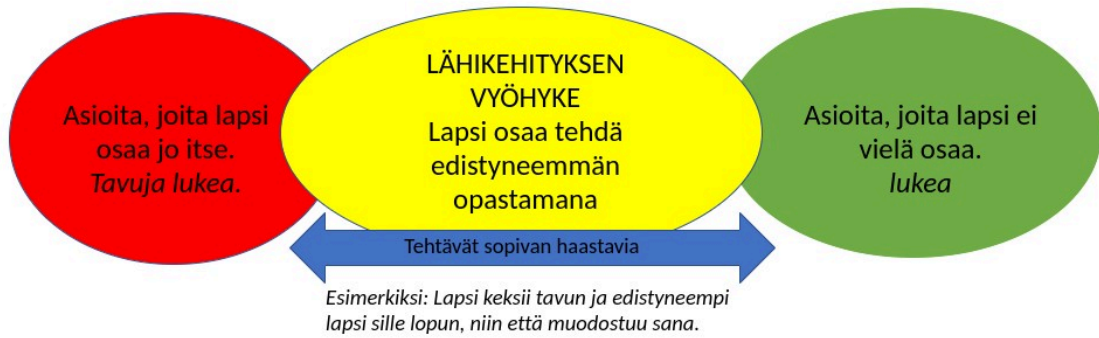 Asioita, joita lapsi
osaa jo itse.
Tavuja lukea.
LÄHIKEHITYKSEN
VYÖHYKE
Lapsi osaa tehdä
edistyneemmän
opastamana
Asioita, joita lapsi ei
vielä osaa.
lukea
Tehtävät sopivan haastavia
Esimerkiksi: Lapsi keksii tavun ja edistyneempi
lapsi sille lopun, niin että muodostuu sana.